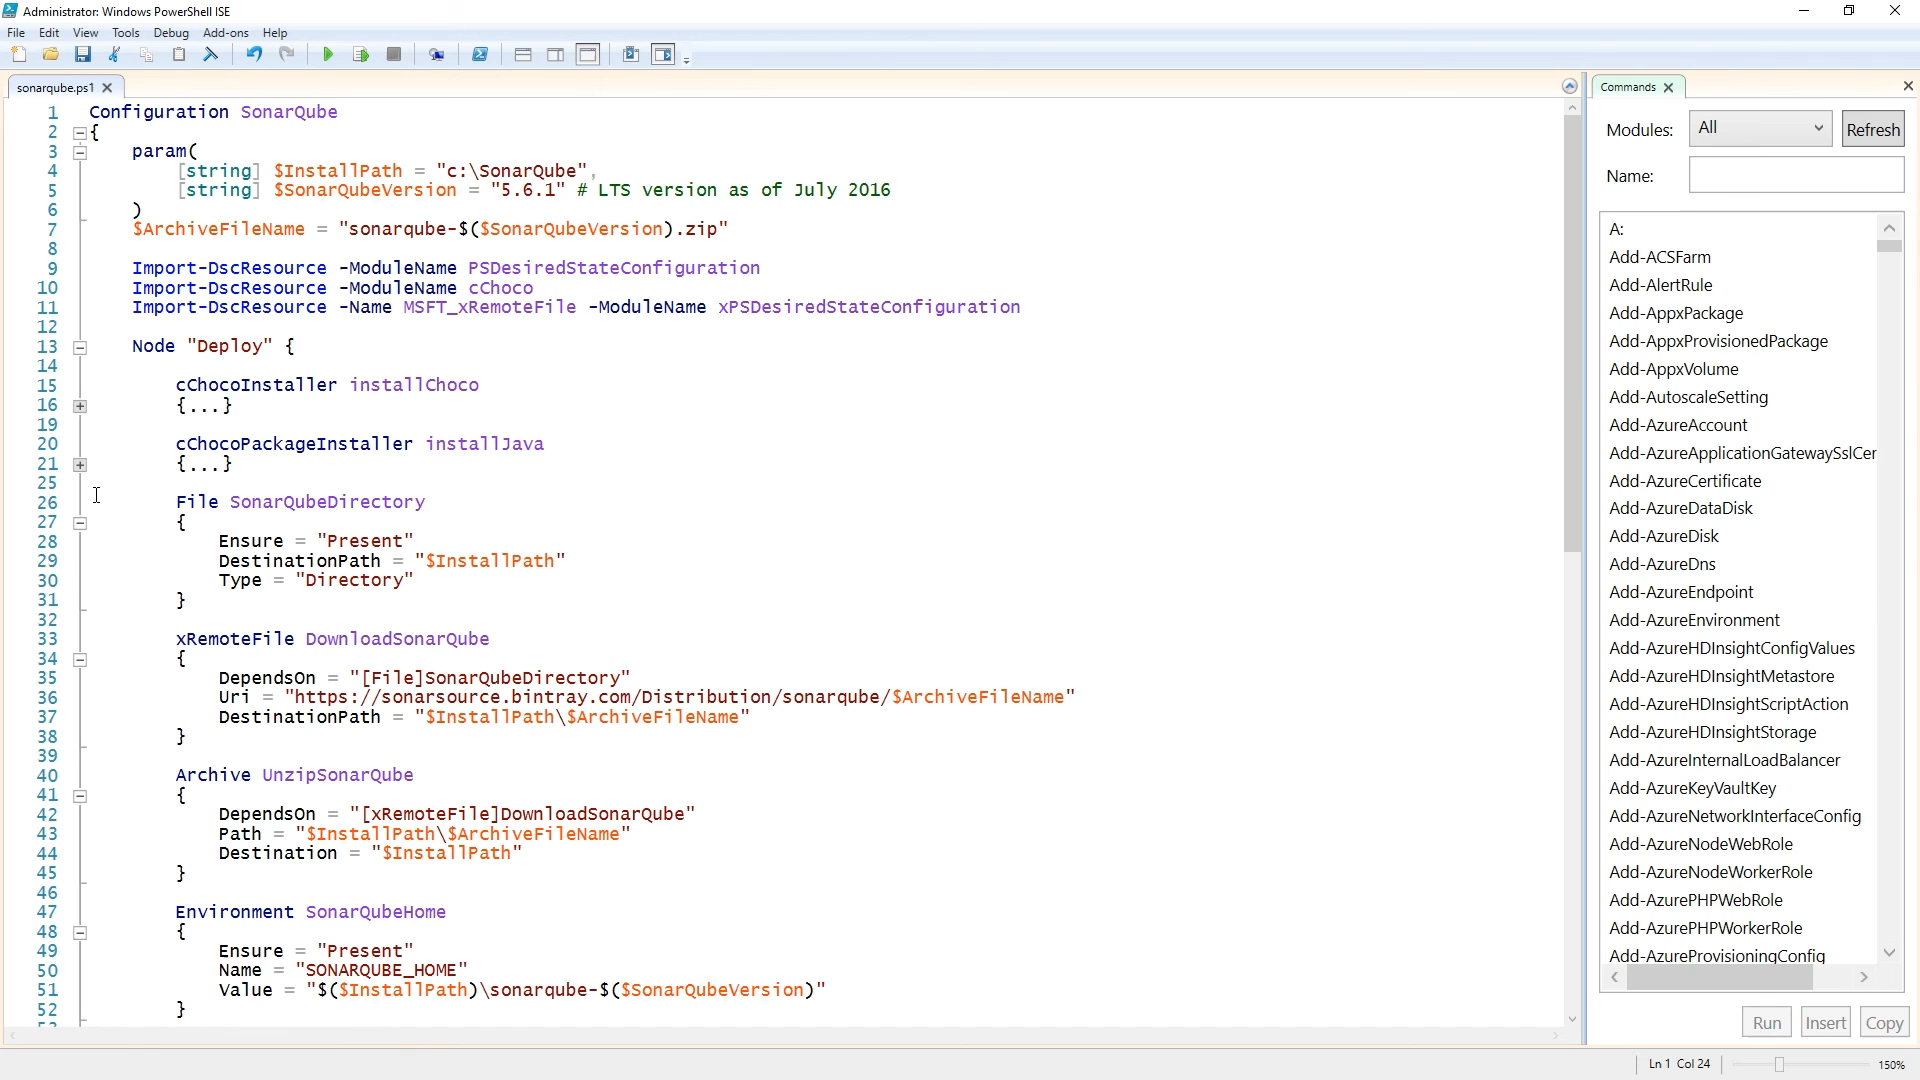 Administrator: Windows PowerShell ISE
File Edit View Tools Debug Add-ons Help
sonarqube.ps1
1 Configuration SonarQube
2 {
3 param(
4 [string] $InstallPath = "c:\SonarQube",
5 [string] $SonarQubeVersion = "5.6.1" # LTS version as of July 2016
6 )
7 $ArchiveFileName = "sonarqube-$($SonarQubeVersion).zip"
8
9 Import-DscResource -ModuleName PSDesiredStateConfiguration
10 Import-DscResource -ModuleName cChoco
11 Import-DscResource -Name MSFT_xRemoteFile -ModuleName xPSDesiredStateConfiguration
12
13 Node "Deploy" {
14
15 cChocoInstaller installChoco
16 {...}
19
20 cChocoPackageInstaller installJava
21 {...}
25
26 File SonarQubeDirectory
27 {
28 Ensure = "Present"
29 DestinationPath = "$InstallPath"
30 Type = "Directory"
31 }
32
33 xRemoteFile DownloadSonarQube
34 {
35 DependsOn = "[File]SonarQubeDirectory"
36 Uri = "https://sonarsource.bintray.com/Distribution/sonarqube/$ArchiveFileName"
37 DestinationPath = "$InstallPath\$ArchiveFileName"
38 }
39
40 Archive UnzipSonarQube
41 {
42 DependsOn = "[xRemoteFile]DownloadSonarQube"
43 Path = "$InstallPath\$ArchiveFileName"
44 Destination = "$InstallPath"
45 }
46
47 Environment SonarQubeHome
48 {
49 Ensure = "Present"
50 Name = "SONARQUBE_HOME"
51 Value = "$($InstallPath)\sonarqube-$($SonarQubeVersion)"
52 }
53
Commands
Modules: All Refresh
Name:
A:
Add-ACSFarm
Add-AlertRule
Add-AppxPackage
Add-AppxProvisionedPackage
Add-AppxVolume
Add-AutoscaleSetting
Add-AzureAccount
Add-AzureApplicationGatewaySslCer
Add-AzureCertificate
Add-AzureDataDisk
Add-AzureDisk
Add-AzureDns
Add-AzureEndpoint
Add-AzureEnvironment
Add-AzureHDInsightConfigValues
Add-AzureHDInsightMetastore
Add-AzureHDInsightScriptAction
Add-AzureHDInsightStorage
Add-AzureInternalLoadBalancer
Add-AzureKeyVaultKey
Add-AzureNetworkInterfaceConfig
Add-AzureNodeWebRole
Add-AzureNodeWorkerRole
Add-AzurePHPWebRole
Add-AzurePHPWorkerRole
Add-AzureProvisioningConfig
Run Insert Copy
Ln 1 Col 24 150%